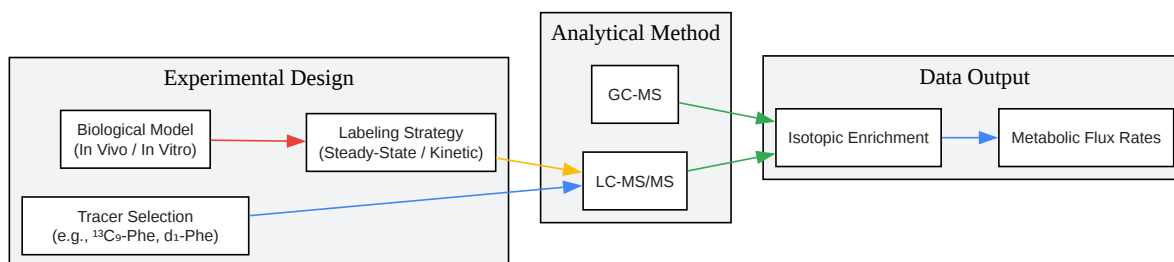 Experimental Design
Biological Model
(In Vivo / In Vitro)
Labeling Strategy
(Steady-State / Kinetic)
Tracer Selection
(e.g., ¹³C₉-Phe, d₁-Phe)
Analytical Method
GC-MS
LC-MS/MS
Data Output
Isotopic Enrichment
Metabolic Flux Rates